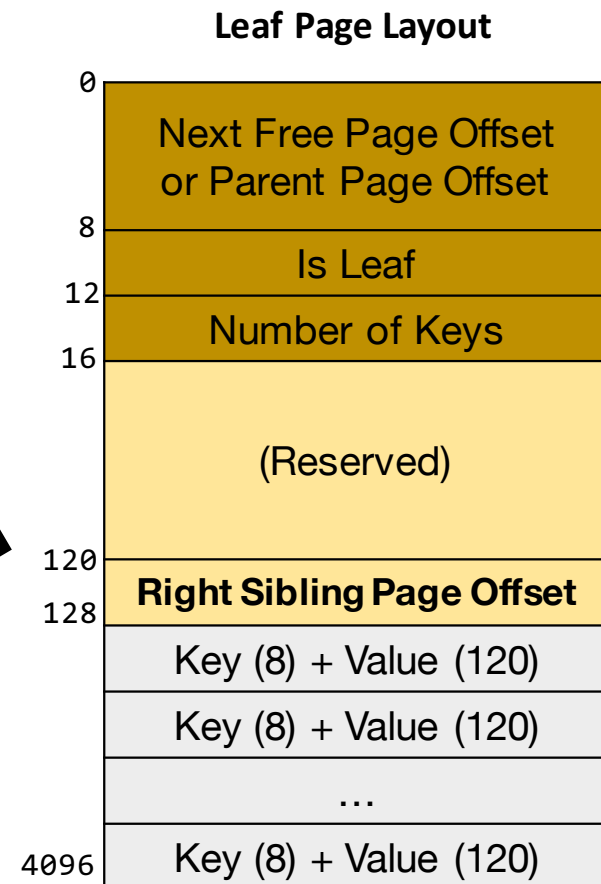 Leaf Page Layout
0
Next Free Page Offset
or Parent Page Offset
8
Is Leaf
12
Number of Keys
16
(Reserved)
120
Right Sibling Page Offset
128
Key (8) + Value (120)
Key (8) + Value (120)
...
Key (8) + Value (120)
4096